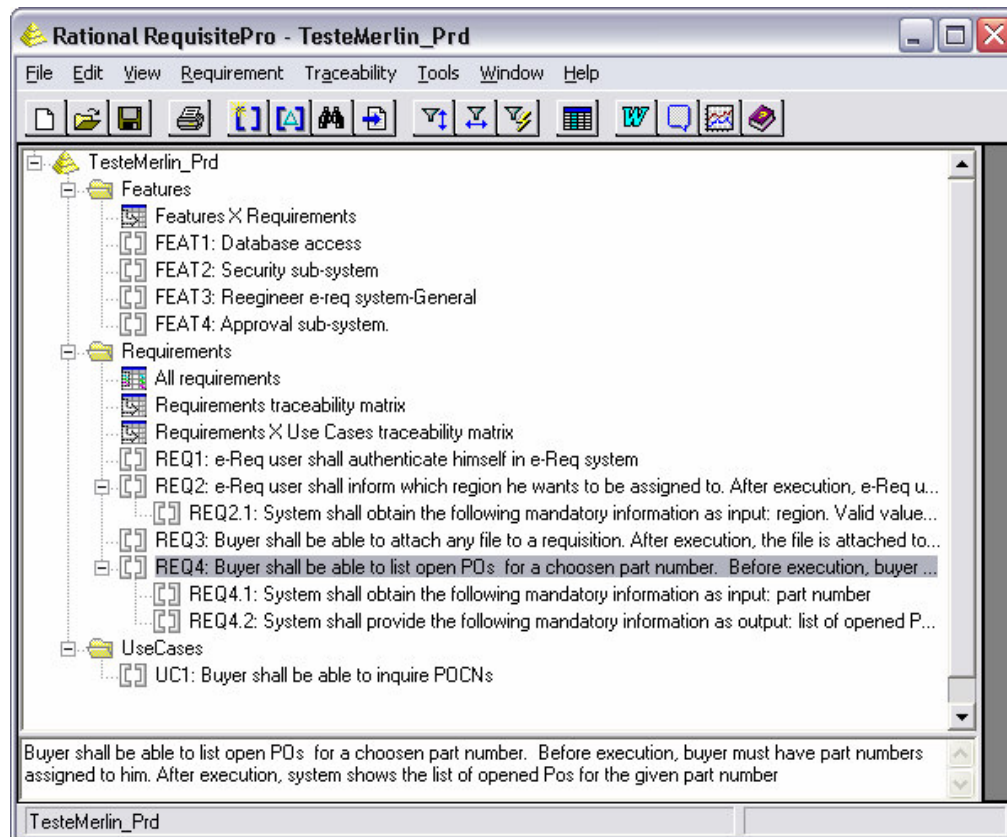 Rational RequisitePro - TesteMerlin_Prd
File Edit View Requirement Traceability Tools Window Help
TesteMerlin_Prd
Features
Features X Requirements
FEAT1: Database access
FEAT2: Security sub-system
FEAT3: Reegineer e-req system-General
FEAT4: Approval sub-system.
Requirements
All requirements
Requirements traceability matrix
Requirements X Use Cases traceability matrix
REQ1: e-Req user shall authenticate himself in e-Req system
REQ2: e-Req user shall inform which region he wants to be assigned to. After execution, e-Req u...
REQ2.1: System shall obtain the following mandatory information as input: region. Valid value...
REQ3: Buyer shall be able to attach any file to a requisition. After execution, the file is attached to...
REQ4: Buyer shall be able to list open POs  for a choosen part number.  Before execution, buyer ...
REQ4.1: System shall obtain the following mandatory information as input: part number
REQ4.2: System shall provide the following mandatory information as output: list of opened P...
UseCases
UC1: Buyer shall be able to inquire POCNs
Buyer shall be able to list open POs  for a choosen part number.  Before execution, buyer must have part numbers
assigned to him. After execution, system shows the list of opened Pos for the given part number
TesteMerlin_Prd